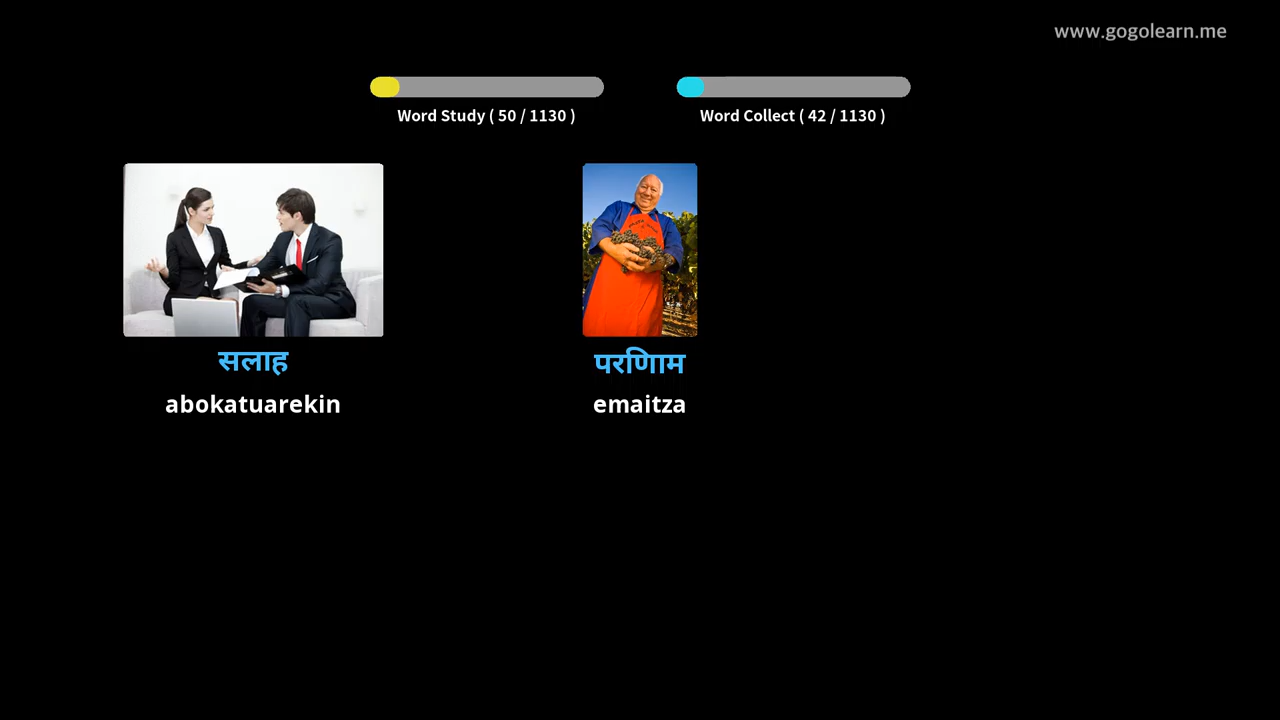 www.gogolearn.me
Word Study ( 50 / 1130 )
Word Collect ( 42 / 1130 )
सलाह
परिणाम
abokatuarekin
emaitza